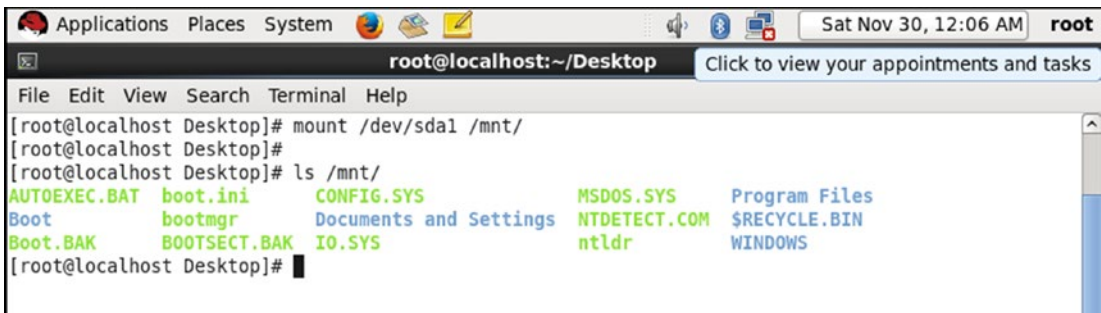 Applications Places System Sat Nov 30, 12:06 AM root
root@localhost:~/Desktop Click to view your appointments and tasks
File Edit View Search Terminal Help
[root@localhost Desktop]# mount /dev/sda1 /mnt/
[root@localhost Desktop]#
[root@localhost Desktop]# ls /mnt/
AUTOEXEC.BAT boot.ini CONFIG.SYS MSDOS.SYS Program Files
Boot bootmgr Documents and Settings NTDETECT.COM $RECYCLE.BIN
Boot.BAK BOOTSECT.BAK IO.SYS ntldr WINDOWS
[root@localhost Desktop]#